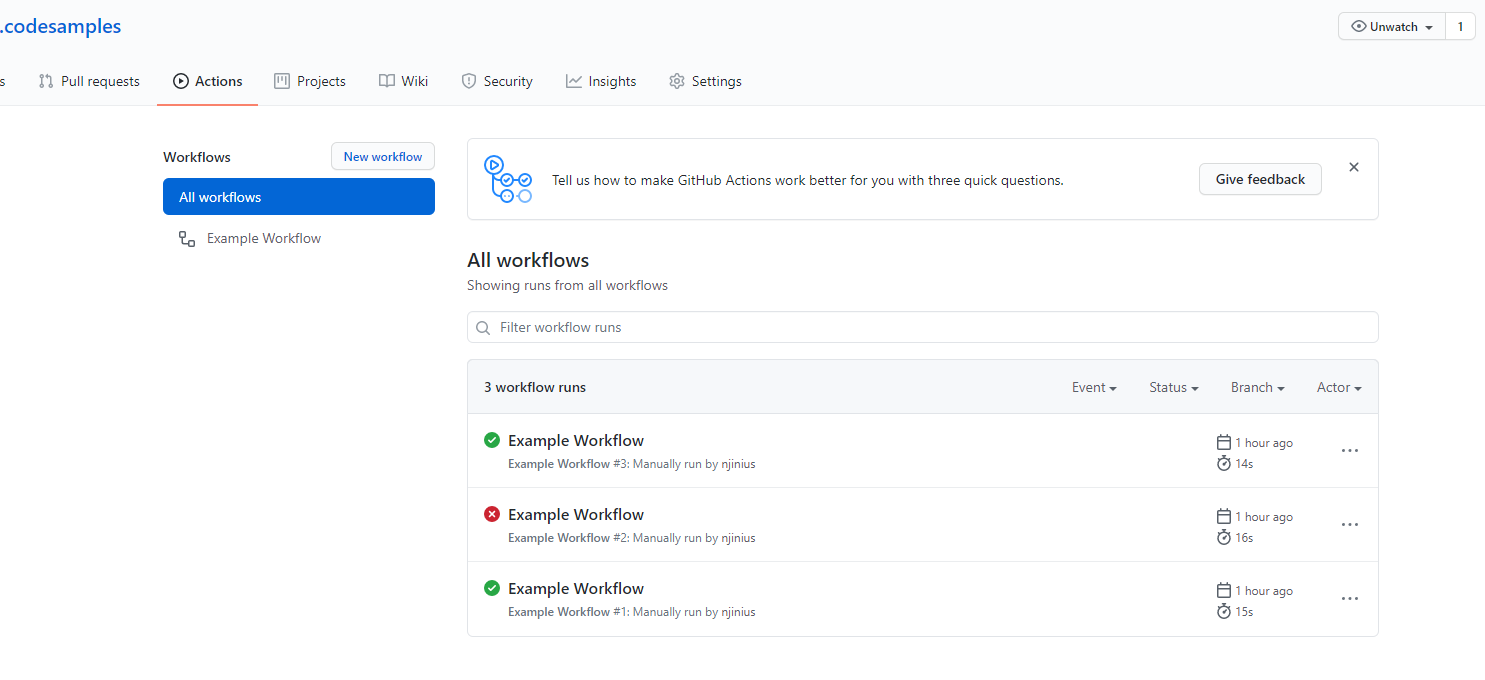 .codesamples
Unwatch 1
s Pull requests Actions Projects Wiki Security Insights Settings
Workflows New workflow
All workflows
Example Workflow
Tell us how to make GitHub Actions work better for you with three quick questions. Give feedback
All workflows
Showing runs from all workflows
Filter workflow runs
3 workflow runs Event Status Branch Actor
Example Workflow 1 hour ago
Example Workflow #3: Manually run by njinius 14s
Example Workflow 1 hour ago
Example Workflow #2: Manually run by njinius 16s
Example Workflow 1 hour ago
Example Workflow #1: Manually run by njinius 15s